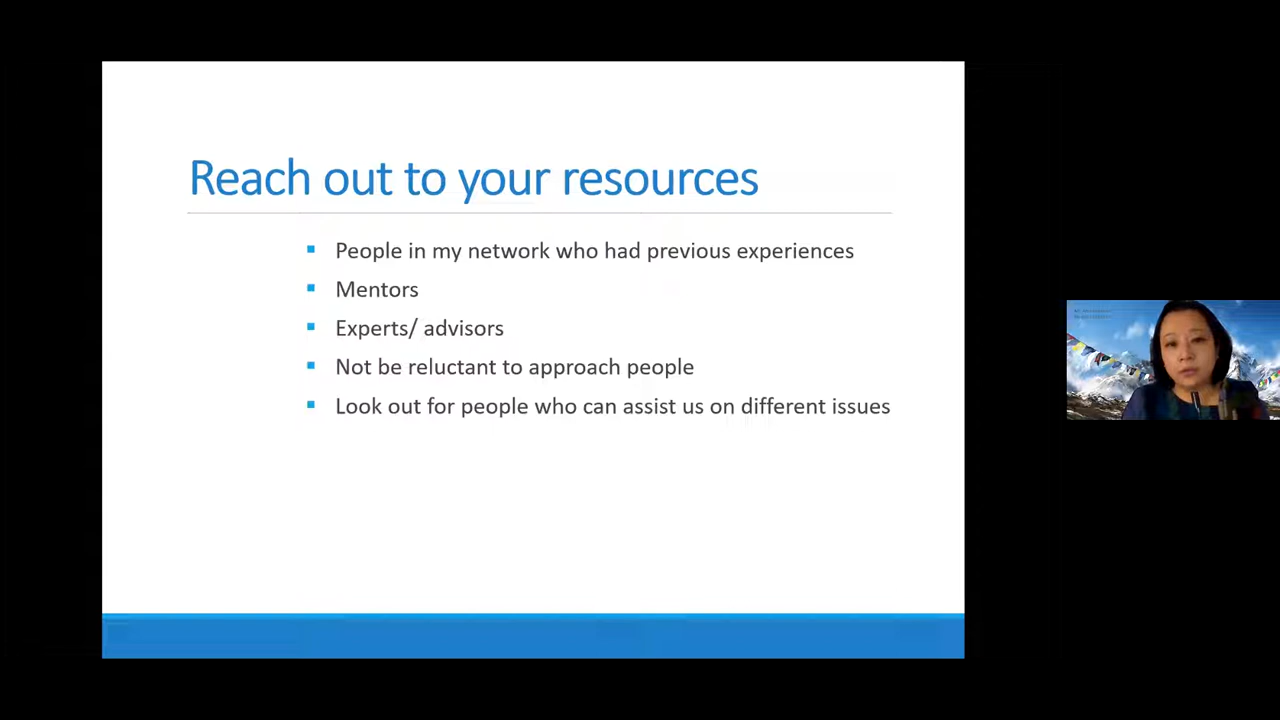 Reach out to your resources
People in my network who had previous experiences
Mentors
Experts/ advisors
Not be reluctant to approach people
Look out for people who can assist us on different issues